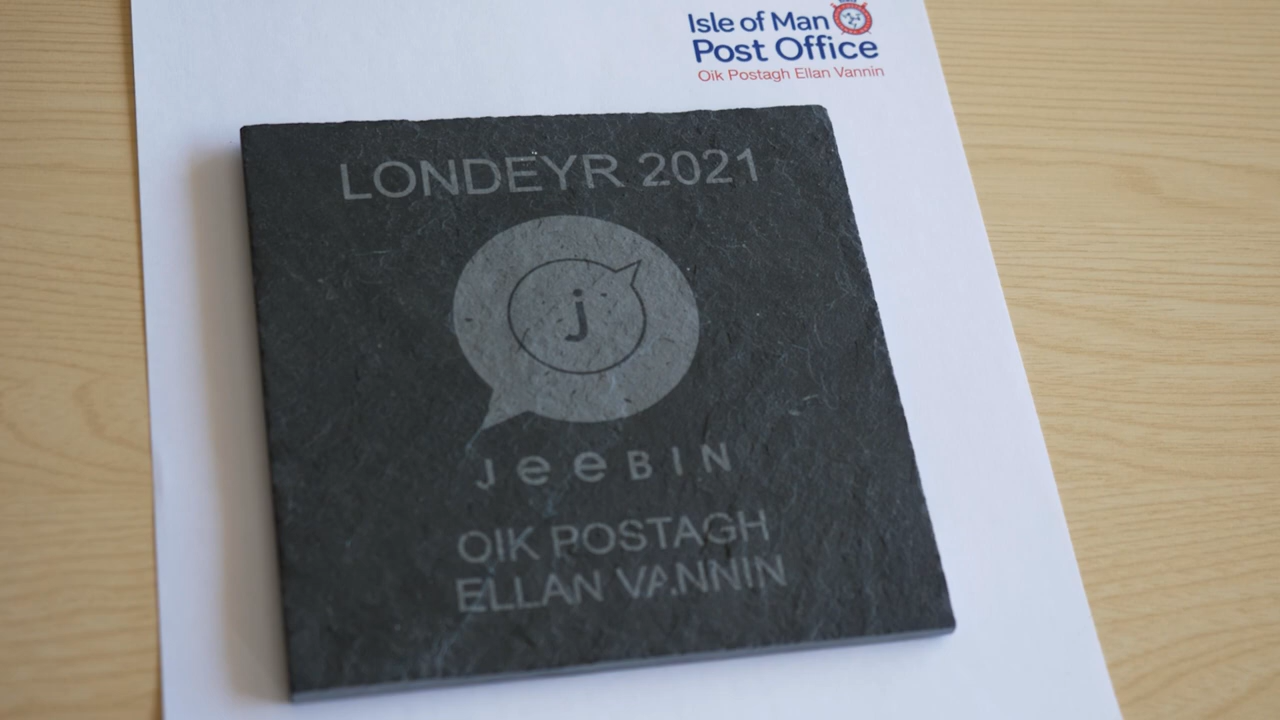 Isle of Man
Post Office
Oik Postagh Ellan Vannin
LONDEYR 2021
j
JeeBIN
OIK POSTAGH
ELLAN VANNIN